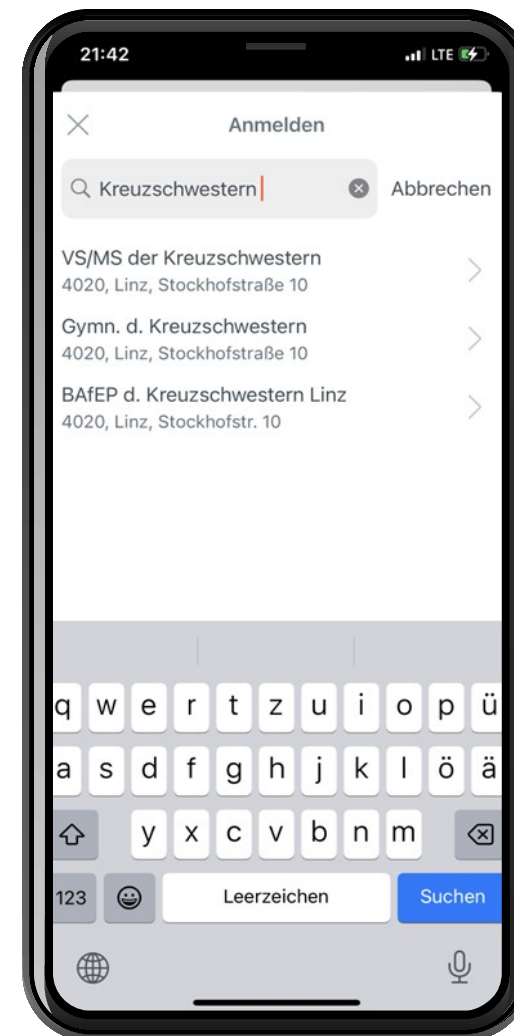 21:42
LTE
Anmelden
Kreuzschwestern
Abbrechen
VS/MS der Kreuzschwestern
4020, Linz, Stockhofstraße 10
Gymn. d. Kreuzschwestern
4020, Linz, Stockhofstraße 10
BAfEP d. Kreuzschwestern Linz
4020, Linz, Stockhofstr. 10
q w e r t z u i o p ü
a s d f g h j k l ö ä
y x c v b n m
123 Leerzeichen Suchen